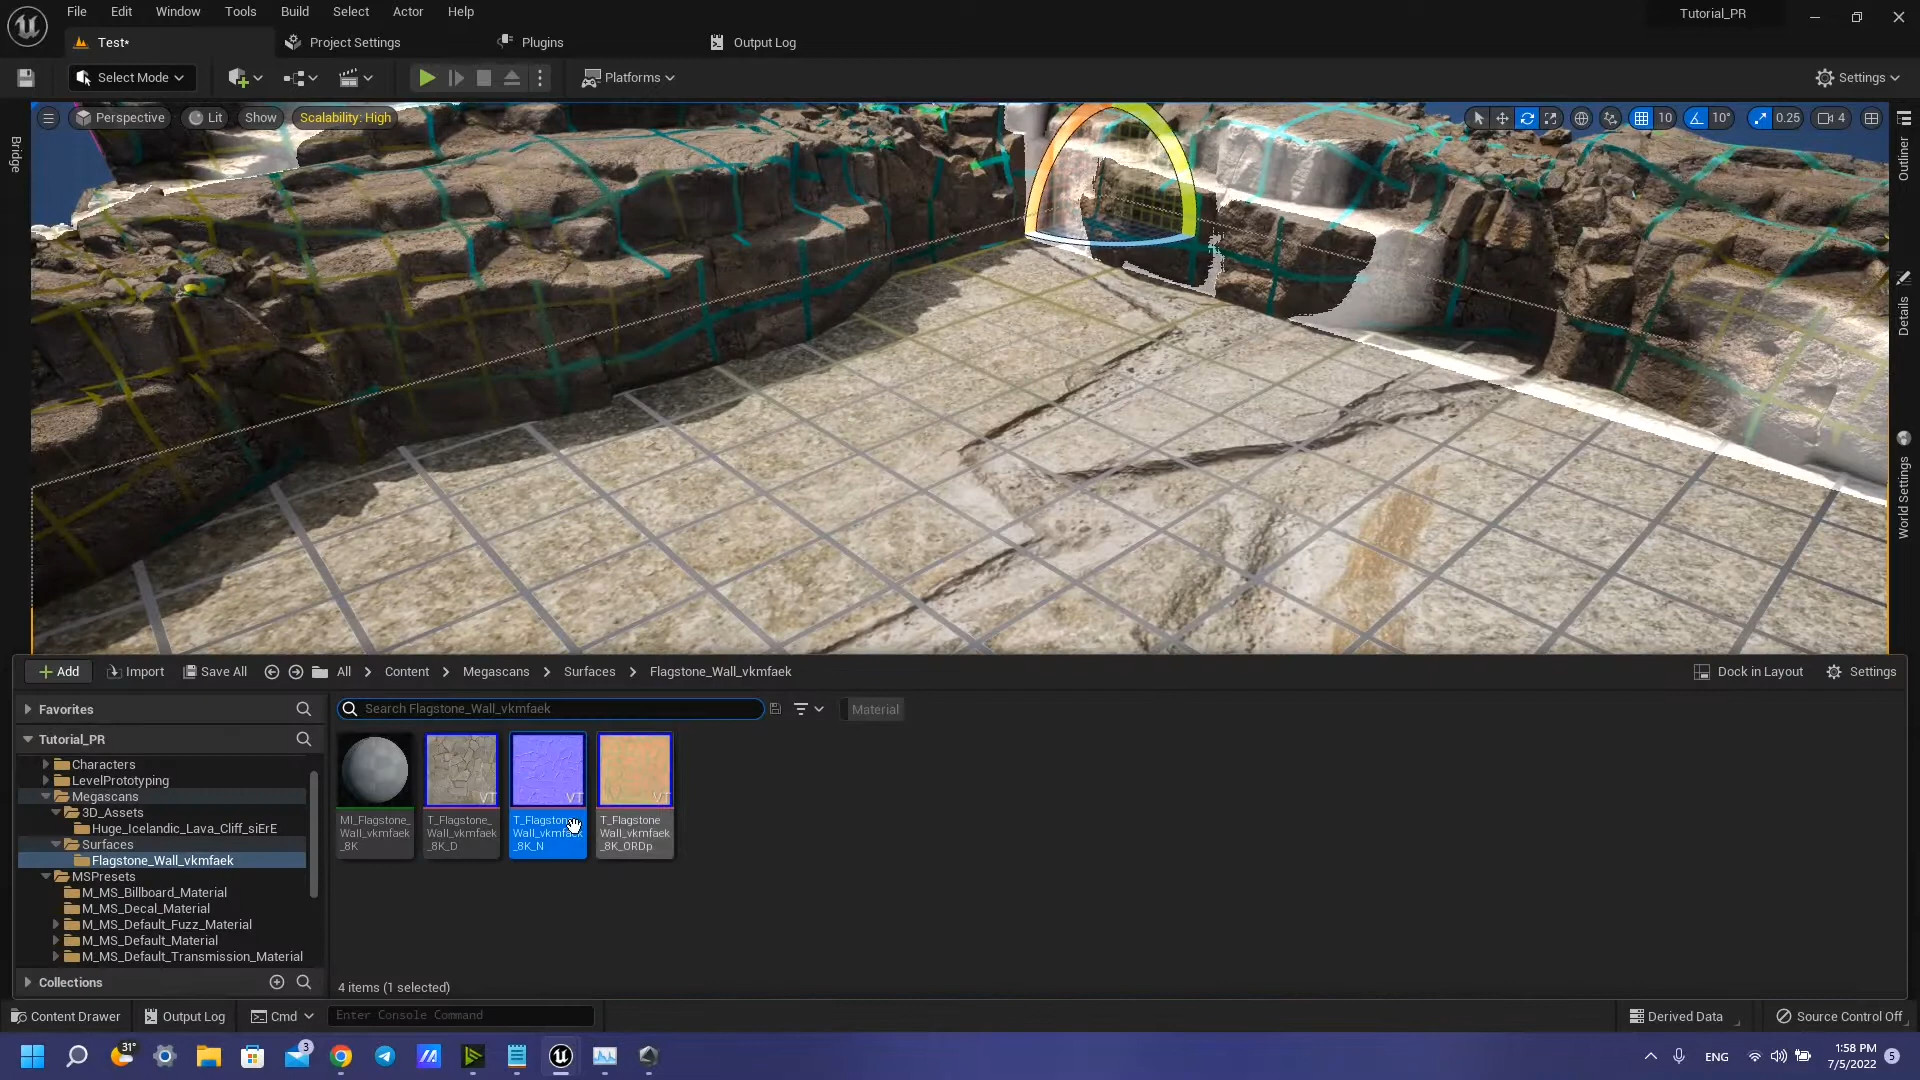 File Edit Window Tools Build Select Actor Help
Tutorial_PR
Test*
Project Settings
Plugins
Output Log
Select Mode
Platforms
Settings
Perspective
Lit
Show
Scalability: High
10
10°
0.25
4
Bridge
Outliner
Details
World Settings
Add
Import
Save All
All
Content
Megascans
Surfaces
Flagstone_Wall_vkmfaek
Dock in Layout
Settings
Favorites
Search Flagstone_Wall_vkmfaek
Material
Tutorial_PR
Characters
LevelPrototyping
Megascans
3D_Assets
Huge_Icelandic_Lava_Cliff_siErE
Surfaces
Flagstone_Wall_vkmfaek
MSPresets
M_MS_Billboard_Material
M_MS_Decal_Material
M_MS_Default_Fuzz_Material
M_MS_Default_Material
M_MS_Default_Transmission_Material
VT
VT
VT
MI_Flagstone_
Wall_vkmfaek
_8K
T_Flagstone_
Wall_vkmfaek
_8K_D
T_Flagstone_
Wall_vkmfaek
_8K_N
T_Flagstone
Wall_vkmfaek
_8K_ORDp
Collections
4 items (1 selected)
Content Drawer
Output Log
Cmd
Enter Console Command
Derived Data
Source Control Off
31°
3
ENG
1:58 PM
7/5/2022
5